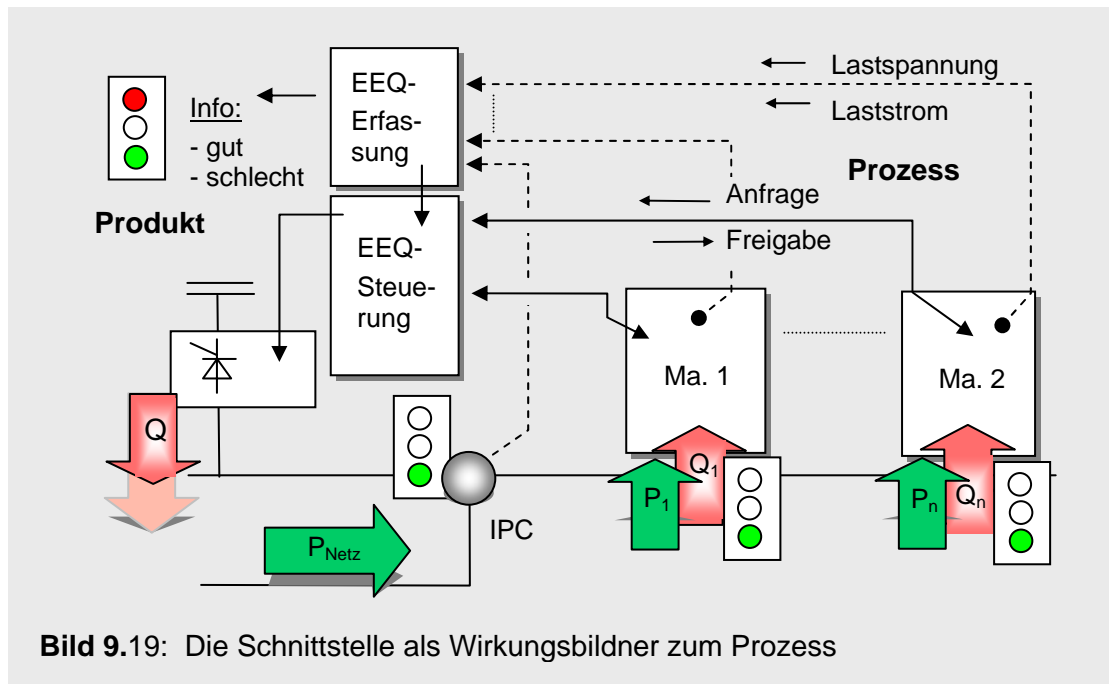 EEQ-
Erfas-
sung
Info:
- gut
- schlecht
Produkt
Lastspannung
Laststrom
Prozess
Anfrage
Freigabe
EEQ-
Steue-
rung
Ma. 1
Ma. 2
Q
IPC
P1
Q1
Pn
Qn
PNetz
Bild 9.19: Die Schnittstelle als Wirkungsbildner zum Prozess